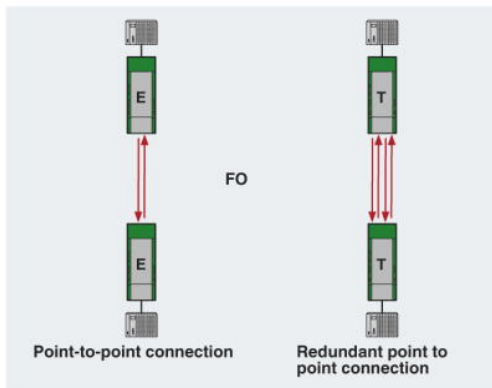 E
T
FO
E
T
Point-to-point connection
Redundant point to
point connection